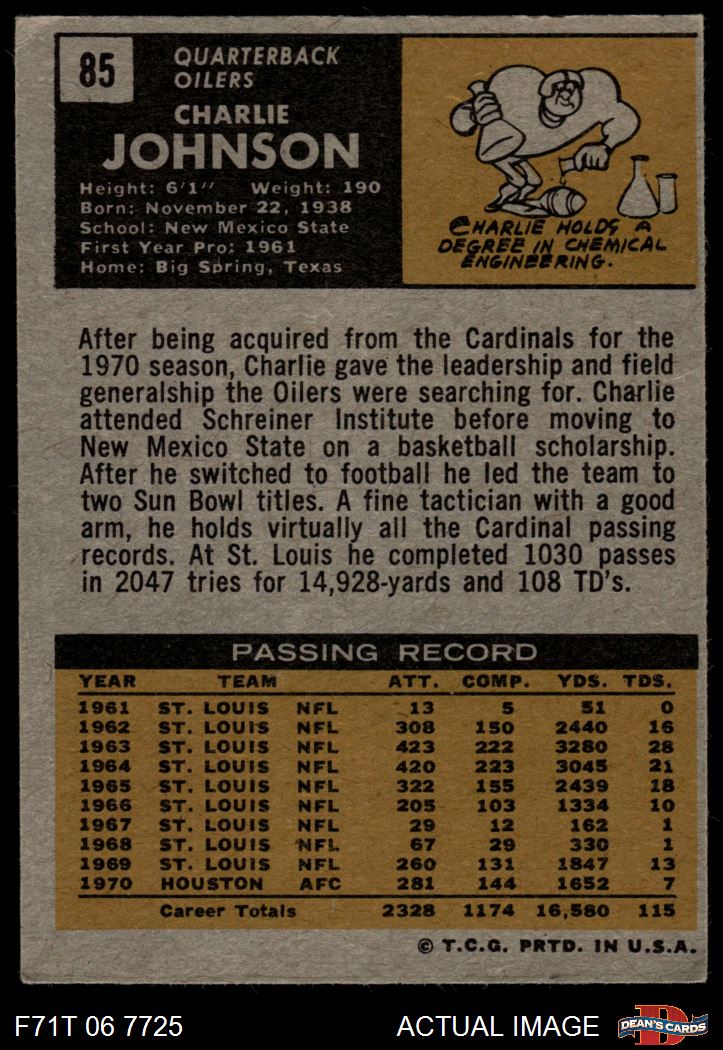 85
QUARTERBACK
OILERS
CHARLIE
JOHNSON
Height: 6'1" Weight: 190
Born: November 22, 1938
School: New Mexico State
First Year Pro: 1961
Home: Big Spring, Texas
CHARLIE HOLDS A
DEGREE IN CHEMICAL
ENGINEERING.
After being acquired from the Cardinals for the
1970 season, Charlie gave the leadership and field
generalship the Oilers were searching for. Charlie
attended Schreiner Institute before moving to
New Mexico State on a basketball scholarship.
After he switched to football he led the team to
two Sun Bowl titles. A fine tactician with a good
arm, he holds virtually all the Cardinal passing
records. At St. Louis he completed 1030 passes
in 2047 tries for 14,928-yards and 108 TD's.
PASSING RECORD
YEAR TEAM ATT. COMP. YDS. TDS.
1961 ST. LOUIS NFL 13 5 51 0
1962 ST. LOUIS NFL 308 150 2440 16
1963 ST. LOUIS NFL 423 222 3280 28
1964 ST. LOUIS NFL 420 223 3045 21
1965 ST. LOUIS NFL 322 155 2439 18
1966 ST. LOUIS NFL 205 103 1334 10
1967 ST. LOUIS NFL 29 12 162 1
1968 ST. LOUIS NFL 67 29 330 1
1969 ST. LOUIS NFL 260 131 1847 13
1970 HOUSTON AFC 281 144 1652 7
Career Totals 2328 1174 16,580 115
© T.C.G. PRTD. IN U.S.A.
F71T 06 7725 ACTUAL IMAGE D DEAN'S CARDS